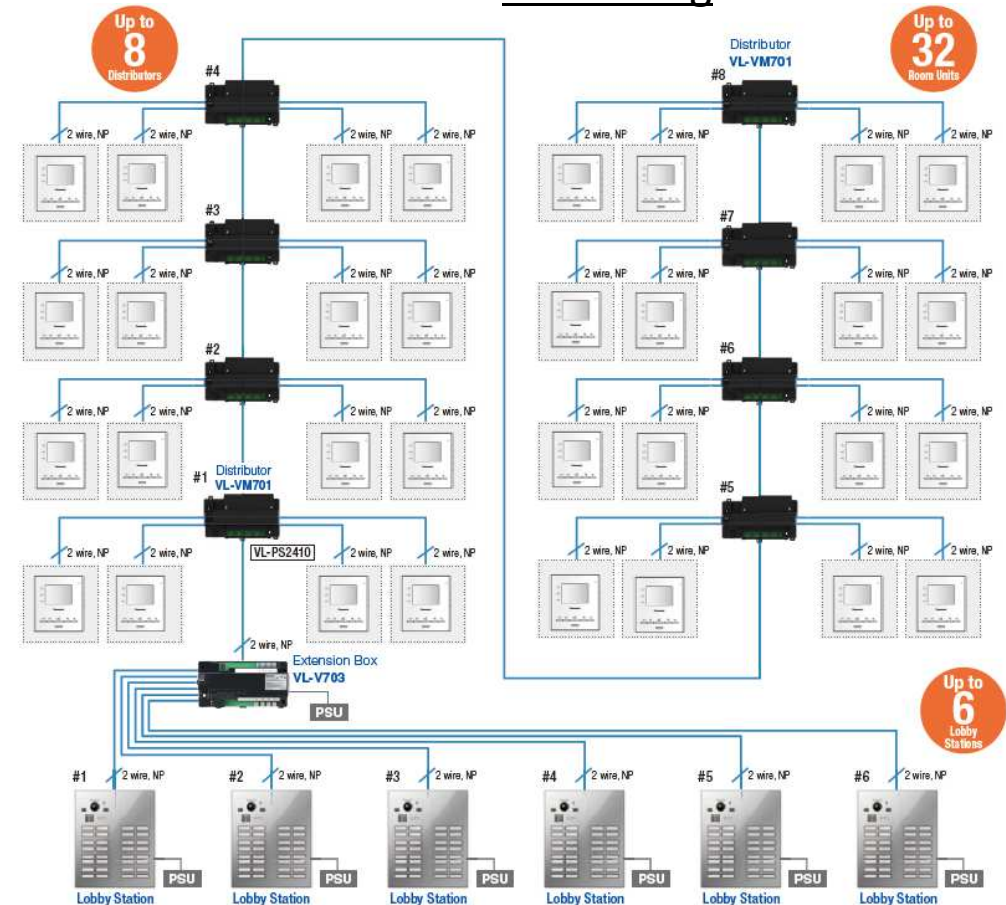 Up to
8
Distributors
Up to
32
Room Units
Distributor
VL-VM701
#4
#8
2 wire, NP
2 wire, NP
2 wire, NP
2 wire, NP
2 wire, NP
2 wire, NP
2 wire, NP
2 wire, NP
#3
#7
2 wire, NP
2 wire, NP
2 wire, NP
2 wire, NP
2 wire, NP
2 wire, NP
2 wire, NP
2 wire, NP
#2
#6
2 wire, NP
2 wire, NP
2 wire, NP
2 wire, NP
2 wire, NP
2 wire, NP
2 wire, NP
2 wire, NP
#1
Distributor
VL-VM701
#5
VL-PS2410
2 wire, NP
2 wire, NP
2 wire, NP
2 wire, NP
2 wire, NP
2 wire, NP
2 wire, NP
2 wire, NP
2 wire, NP
Extension Box
VL-V703
PSU
Up to
6
Lobby
Stations
#1 2 wire, NP
#2 2 wire, NP
#3 2 wire, NP
#4 2 wire, NP
#5 2 wire, NP
#6 2 wire, NP
PSU
PSU
PSU
PSU
PSU
PSU
Lobby Station
Lobby Station
Lobby Station
Lobby Station
Lobby Station
Lobby Station